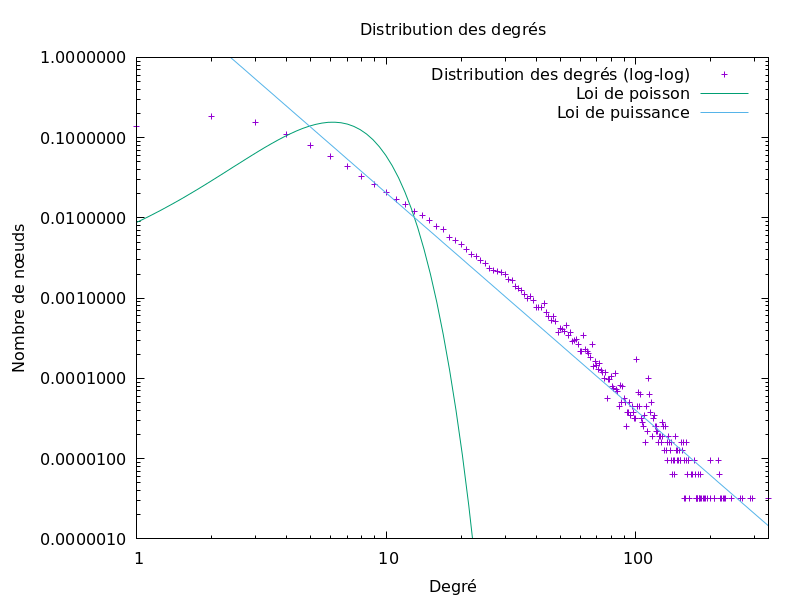 Distribution des degrés
Distribution des degrés (log-log)
Loi de poisson
Loi de puissance
Nombre de nœuds
1.0000000
0.1000000
0.0100000
0.0010000
0.0001000
0.0000100
0.0000010
1 10 100
Degré